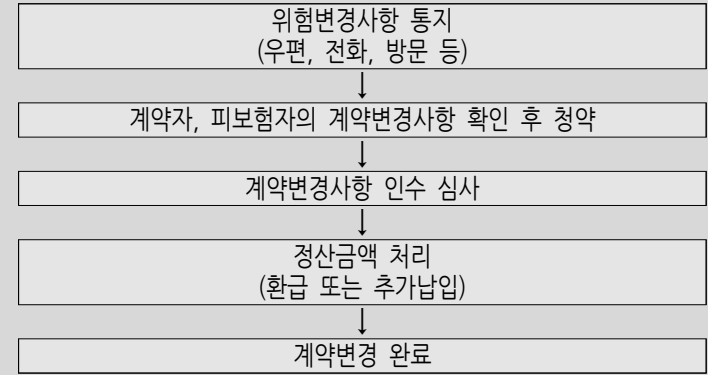 위험변경사항 통지
(우편, 전화, 방문 등)
계약자, 피보험자의 계약변경사항 확인 후 청약
계약변경사항 인수 심사
정산금액 처리
(환급 또는 추가납입)
계약변경 완료